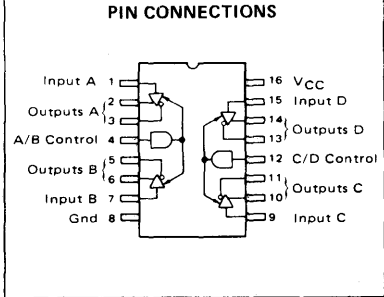 PIN CONNECTIONS
Input A 1
Outputs A 2
3
A/B Control 4
Outputs B 5
6
Input B 7
Gnd 8
16 VCC
15 Input D
14 Outputs D
13
12 C/D Control
11 Outputs C
10
9 Input C